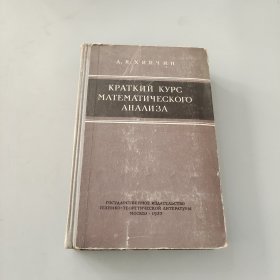 А. Я. ХИНЧИН
КРАТКИЙ КУРС
МАТЕМАТИЧЕСКОГО
АНАЛИЗА
ГОСУДАРСТВЕННОЕ ИЗДАТЕЛЬСТВО
ТЕХНИКО-ТЕОРЕТИЧЕСКОЙ ЛИТЕРАТУРЫ
МОСКВА